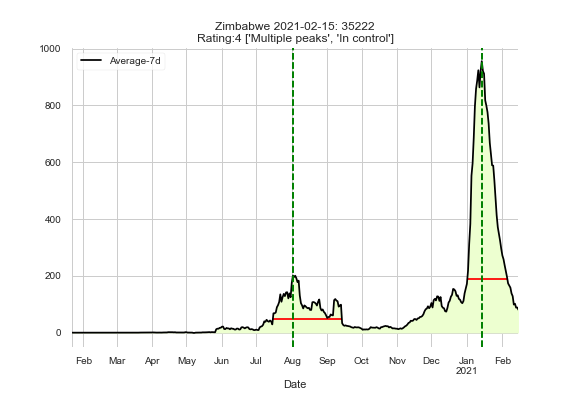 Zimbabwe 2021-02-15: 35222
Rating:4 ['Multiple peaks', 'In control']
1000
Average-7d
800
600
400
200
0
Feb Mar Apr May Jun Jul Aug Sep Oct Nov Dec Jan Feb
2021
Date